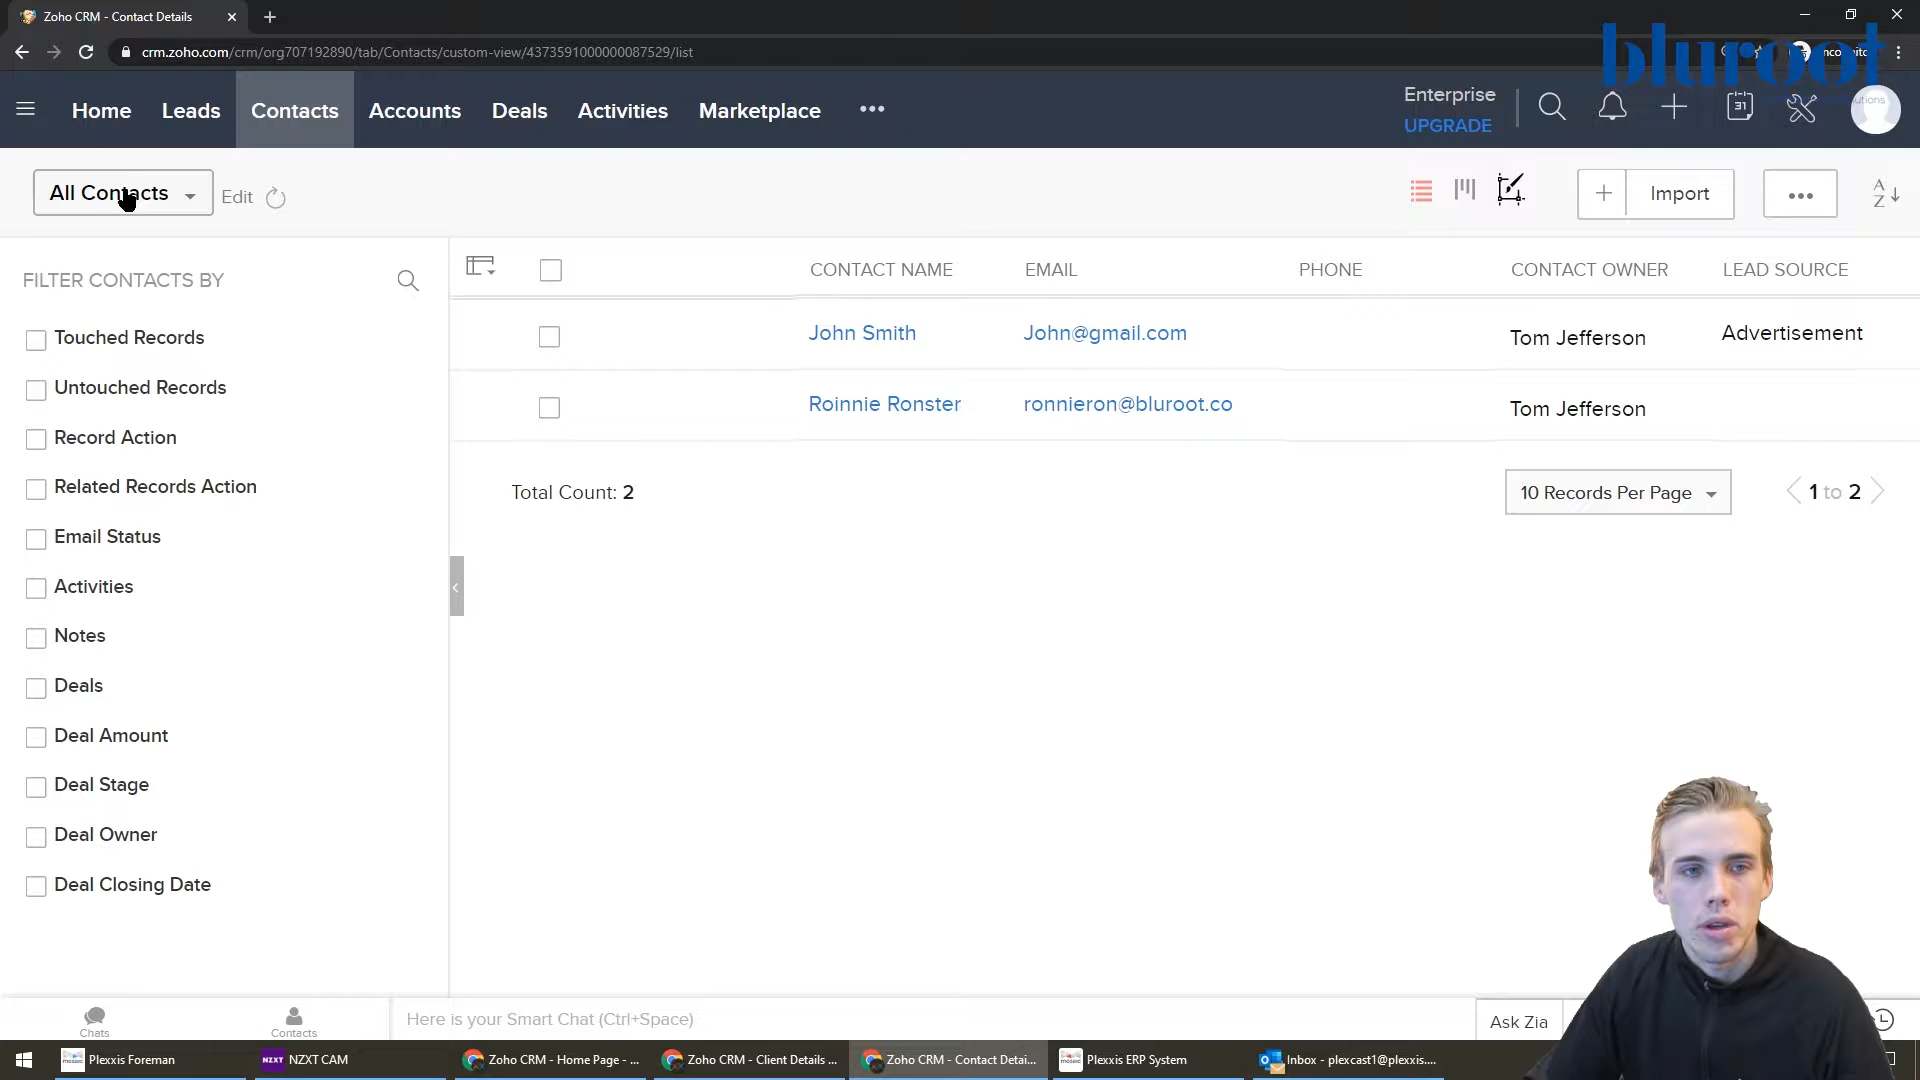 Zoho CRM - Contact Details
crm.zoho.com/crm/org707192890/tab/Contacts/custom-view/4373591000000087529/list
bluroot
Home Leads Contacts Accounts Deals Activities Marketplace •••
Enterprise
UPGRADE
31
All Contacts Edit
+ Import
A
Z
FILTER CONTACTS BY
CONTACT NAME EMAIL PHONE CONTACT OWNER LEAD SOURCE
Touched Records
John Smith John@gmail.com Tom Jefferson Advertisement
Untouched Records
Roinnie Ronster ronnieron@bluroot.co Tom Jefferson
Record Action
Related Records Action
Total Count: 2 10 Records Per Page 1 to 2
Email Status
Activities
Notes
Deals
Deal Amount
Deal Stage
Deal Owner
Deal Closing Date
Chats Contacts
Here is your Smart Chat (Ctrl+Space)
Ask Zia
Plexxis Foreman
NZXT NZXT CAM
Zoho CRM - Home Page - ...
Zoho CRM - Client Details ...
Zoho CRM - Contact Detai...
Plexxis ERP System
Inbox - plexcast1@plexxis....